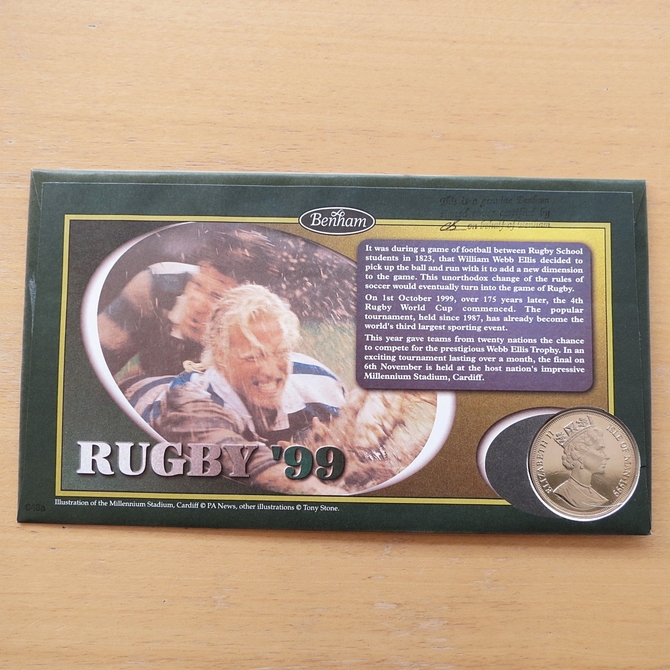 Benham
This is a genuine Benham
It was during a game of football between Rugby School
students in 1823, that William Webb Ellis decided to
pick up the ball and run with it to add a new dimension
to the game. This unorthodox change of the rules of
soccer would eventually turn into the game of Rugby.
On 1st October 1999, over 175 years later, the 4th
Rugby World Cup commenced. The popular
tournament, held since 1987, has already become the
world's third largest sporting event.
This year gave teams from twenty nations the chance
to compete for the prestigious Webb Ellis Trophy. In an
exciting tournament lasting over a month, the final on
6th November is held at the host nation's impressive
Millennium Stadium, Cardiff.
RUGBY '99
ELIZABETH II
ISLE OF MAN 1999
Illustration of the Millennium Stadium, Cardiff © PA News, other illustrations © Tony Stone.